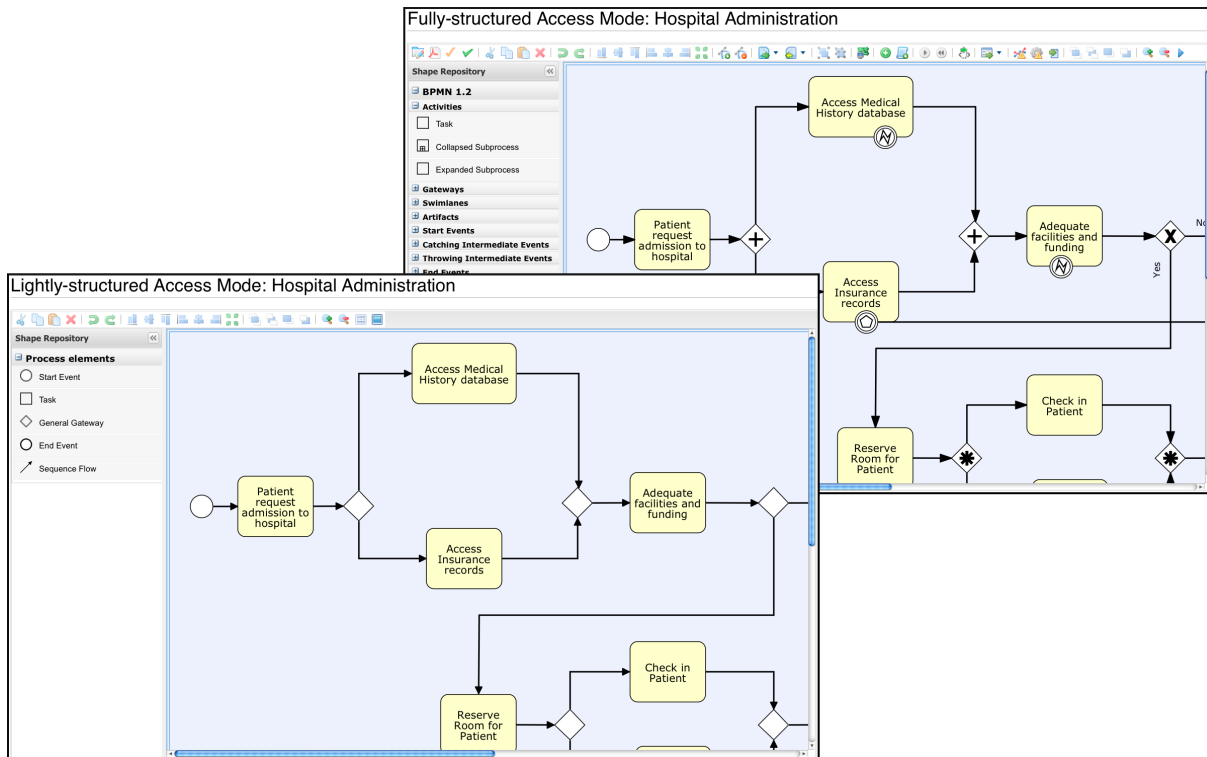 Fully-structured Access Mode: Hospital Administration
Shape Repository
BPMN 1.2
Activities
Task
Collapsed Subprocess
Expanded Subprocess
Gateways
Swimlanes
Artifacts
Start Events
Catching Intermediate Events
Throwing Intermediate Events
End Events
Patient
request
admission to
hospital
Access Medical
History database
Access
Insurance
records
Adequate
facilities and
funding
Yes
Reserve
Room for
Patient
Check in
Patient
Lightly-structured Access Mode: Hospital Administration
Shape Repository
Process elements
Start Event
Task
General Gateway
End Event
Sequence Flow
Patient
request
admission to
hospital
Access Medical
History database
Access
Insurance
records
Adequate
facilities and
funding
Reserve
Room for
Patient
Check in
Patient